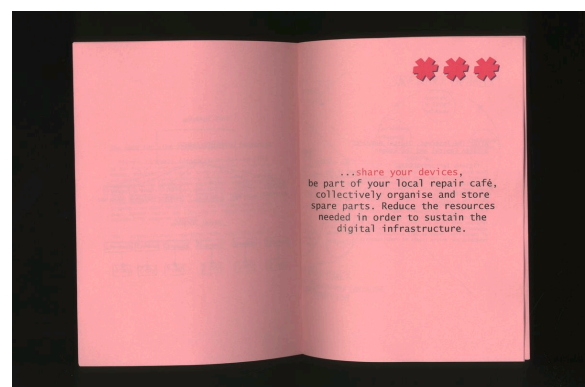 ...share your devices,
be part of your local repair café,
collectively organise and store
spare parts. Reduce the resources
needed in order to sustain the
digital infrastructure.